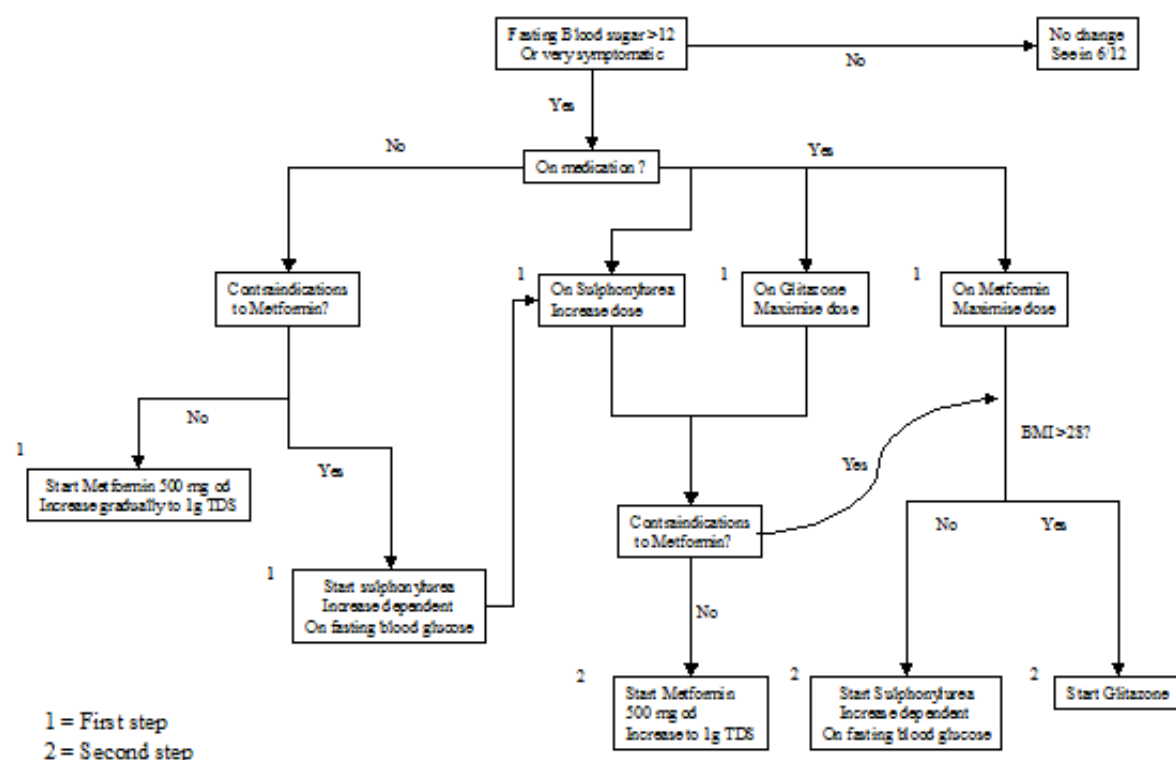 Fasting Blood sugar >12
Or very symptomatic
No change
See in 6/12
No
Yes
No
On medication ?
Yes
Contraindications
to Metformin?
1
On Sulphonylurea
Increase dose
1
On Glitazone
Maximise dose
1
On Metformin
Maximise dose
No
1
Start Metformin 500 mg od
Increase gradually to 1g TDS
Yes
1
Start sulphonylurea
Increase dependent
On fasting blood glucose
Contraindications
to Metformin?
Yes
BMI >28?
No
Yes
No
2
Start Metformin
500 mg od
Increase to 1g TDS
2
Start Sulphonylurea
Increase dependent
On fasting blood glucose
2
Start Glitazone
1 = First step
2 = Second step